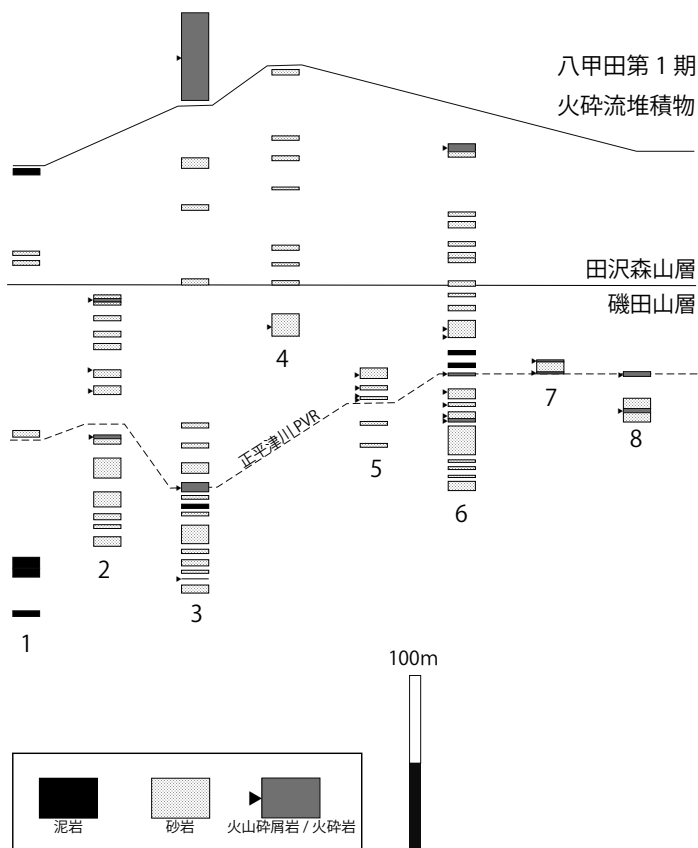 八甲田第 1 期
火砕流堆積物
田沢森山層
磯田山層
4
7
正平津川 PVR
8
5
6
2
3
1
100m
泥岩
砂岩
火山砕屑岩 / 火砕岩